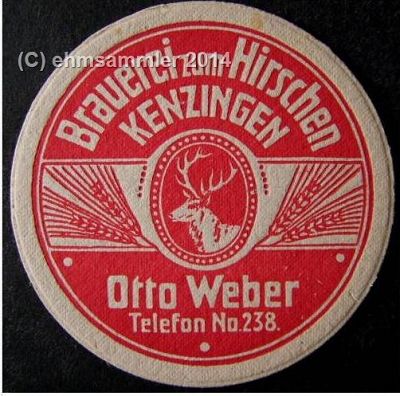 (C) ehmsammler 2014
Brauerei zum Hirschen
KENZINGEN
Otto Weber
Telefon No.238.